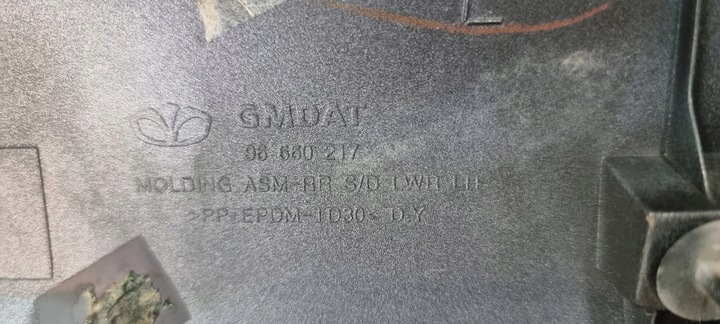 GMDAT
96 660 217
MOLDING ASM-RR S/D LWR LH
>PP+EPDM-TD30< D.Y